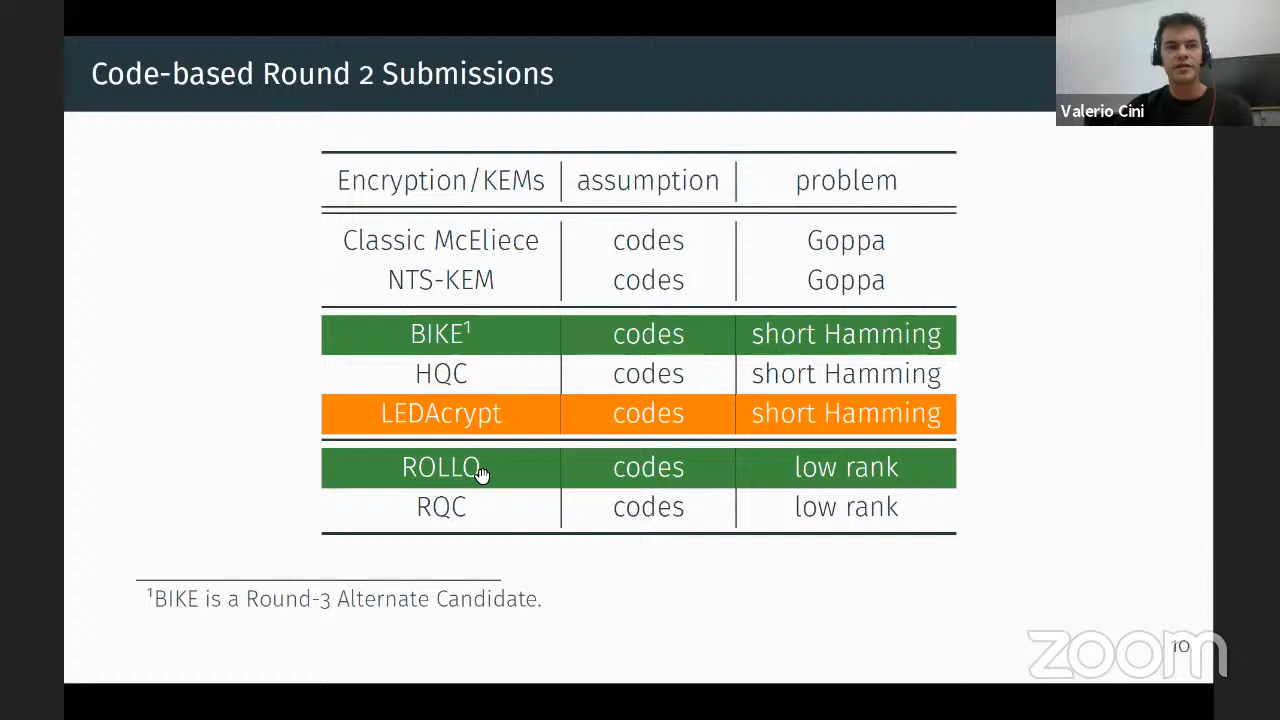 Code-based Round 2 Submissions
Valerio Cini
Encryption/KEMs assumption problem
Classic McEliece codes Goppa
NTS-KEM codes Goppa
BIKE¹ codes short Hamming
HQC codes short Hamming
LEDAcrypt codes short Hamming
ROLLO codes low rank
RQC codes low rank
¹BIKE is a Round-3 Alternate Candidate.
zoom
10